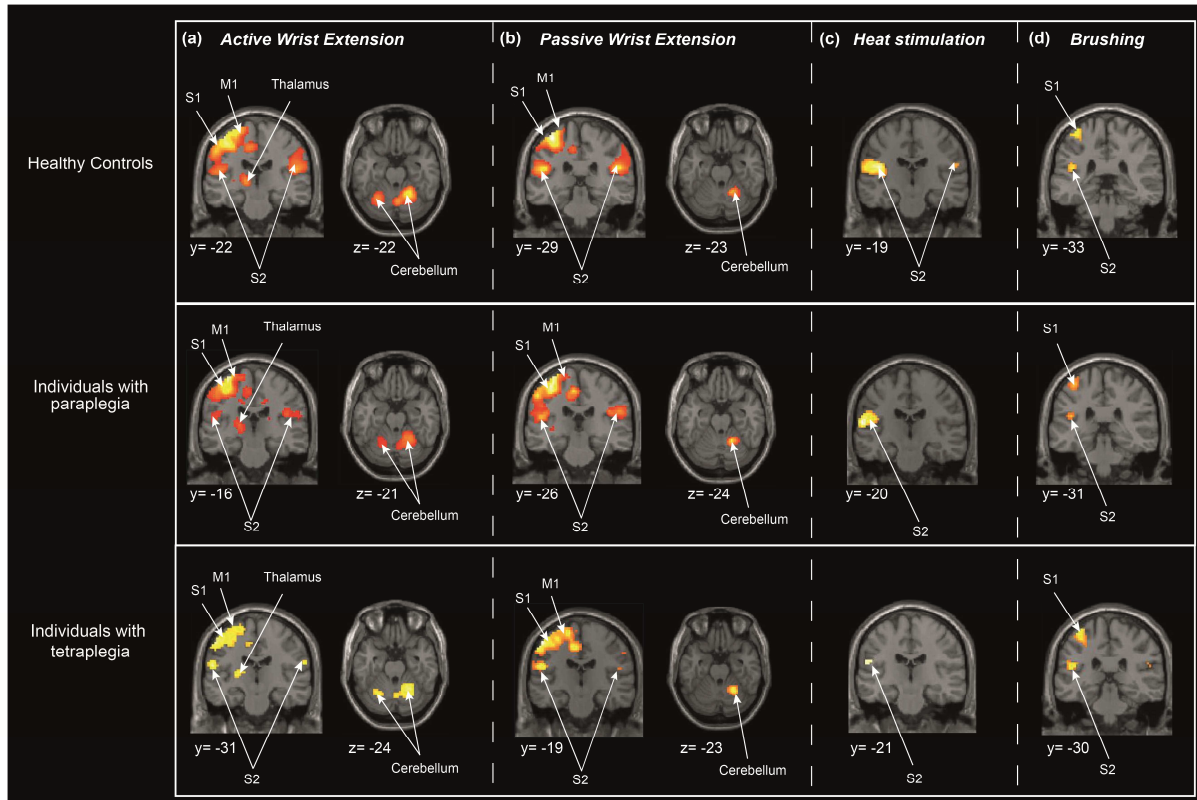 (a) Active Wrist Extension
(b) Passive Wrist Extension
(c) Heat stimulation
(d) Brushing
Healthy Controls
S1
M1
Thalamus
y= -22
S2
z= -22
Cerebellum
S1
M1
y= -29
S2
z= -23
Cerebellum
y= -19
S2
S1
y= -33
S2
Individuals with
paraplegia
S1
M1
Thalamus
y= -16
S2
z= -21
Cerebellum
S1
M1
y= -26
S2
z= -24
Cerebellum
y= -20
S2
S1
y= -31
S2
Individuals with
tetraplegia
S1
M1
Thalamus
y= -31
S2
z= -24
Cerebellum
S1
M1
y= -19
S2
z= -23
Cerebellum
y= -21
S2
S1
y= -30
S2